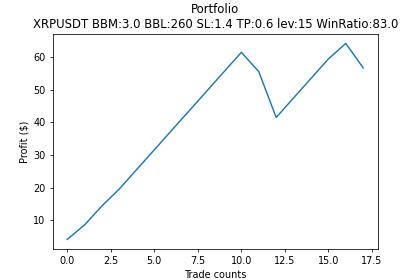 Portfolio
XRPUSDT BBM:3.0 BBL:260 SL:1.4 TP:0.6 lev:15 WinRatio:83.0
60
50
40
30
20
10
Profit ($)
0.0 2.5 5.0 7.5 10.0 12.5 15.0 17.5
Trade counts